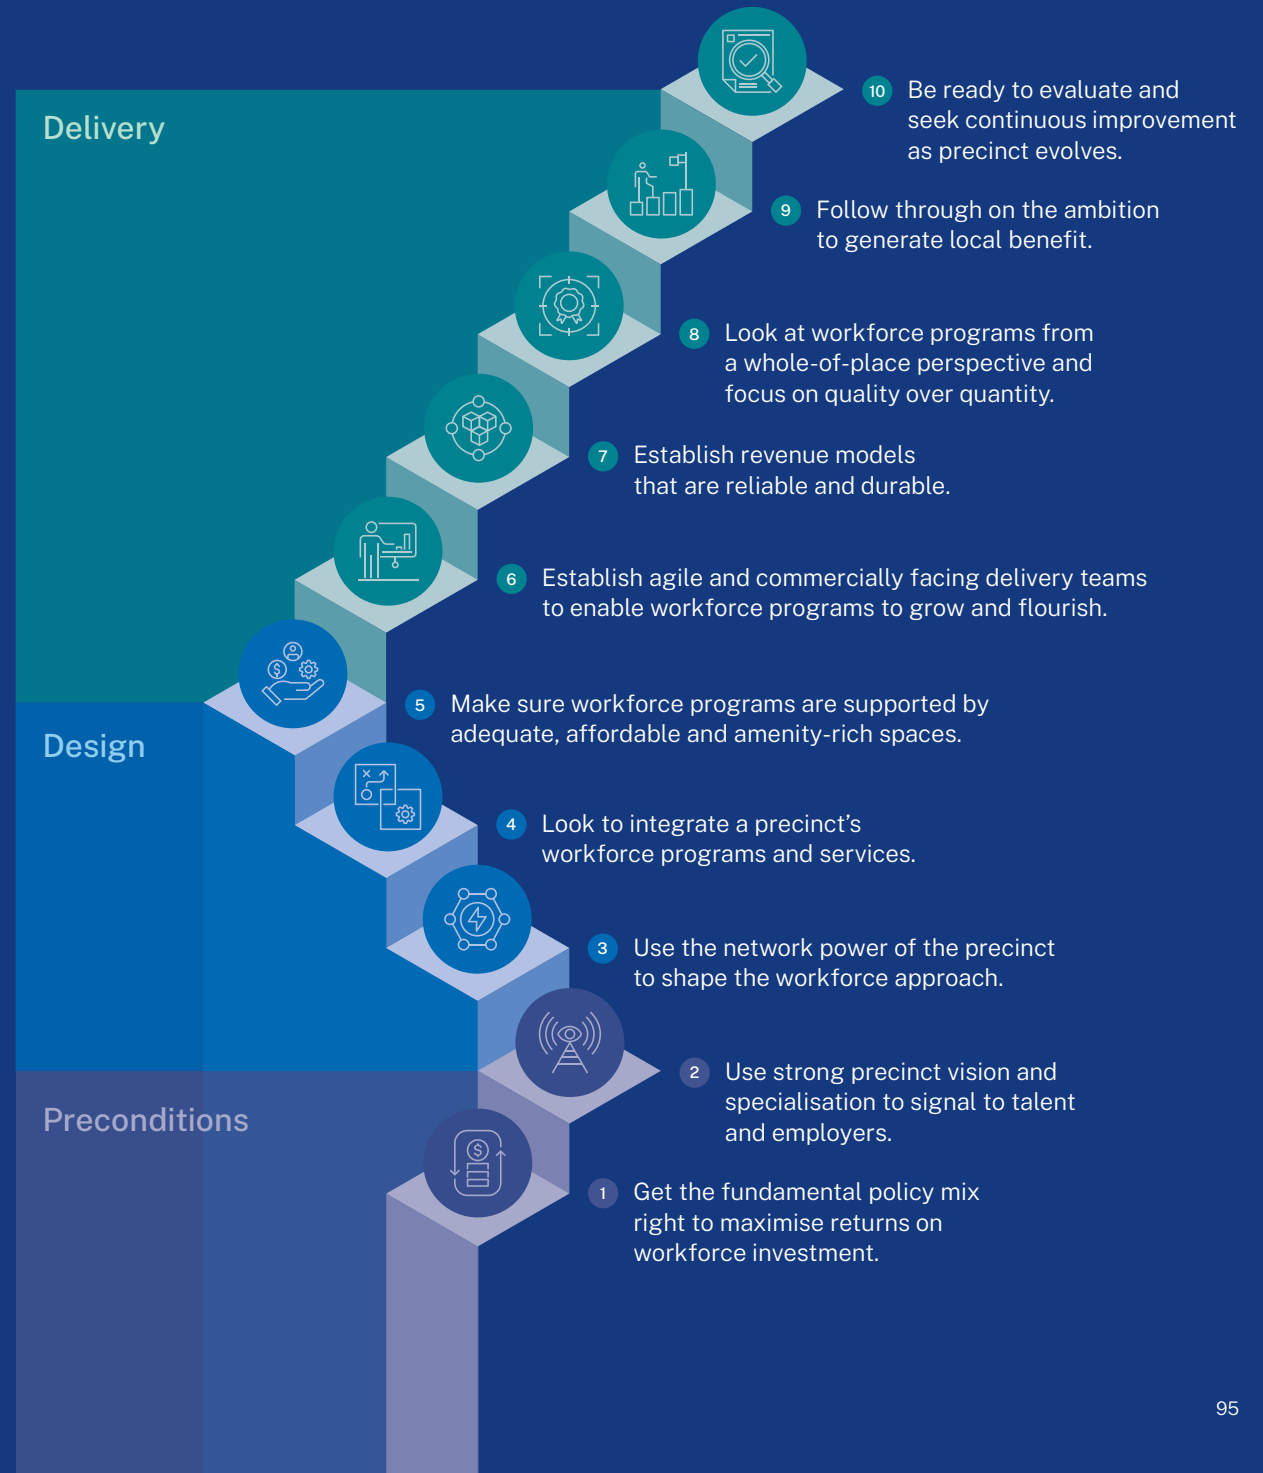 Delivery
10 Be ready to evaluate and
seek continuous improvement
as precinct evolves.
9 Follow through on the ambition
to generate local benefit.
8 Look at workforce programs from
a whole-of-place perspective and
focus on quality over quantity.
7 Establish revenue models
that are reliable and durable.
6 Establish agile and commercially facing delivery teams
to enable workforce programs to grow and flourish.
Design
5 Make sure workforce programs are supported by
adequate, affordable and amenity-rich spaces.
4 Look to integrate a precinct’s
workforce programs and services.
3 Use the network power of the precinct
to shape the workforce approach.
Preconditions
2 Use strong precinct vision and
specialisation to signal to talent
and employers.
1 Get the fundamental policy mix
right to maximise returns on
workforce investment.
95